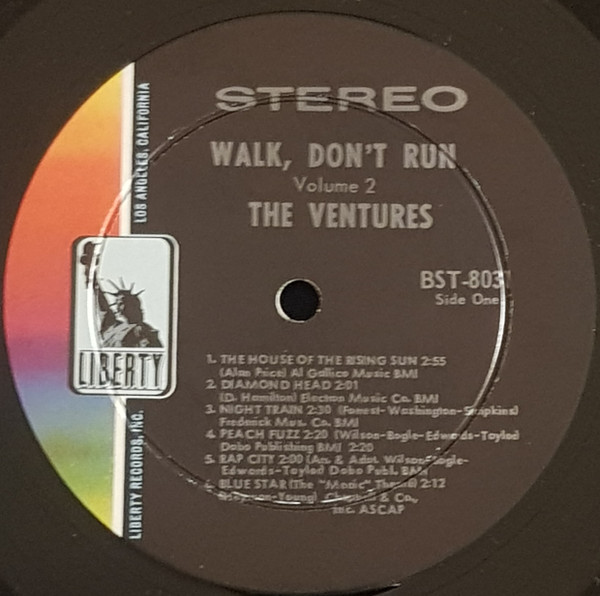 STEREO
WALK, DON'T RUN
Volume 2
THE VENTURES
BST-803
Side One
1. THE HOUSE OF THE RISING SUN 2:55
(Alan Price) Al Gallico Music BMI
2. DIAMOND HEAD 2:01
(D. Hamilton) Electron Music Co. BMI
3. NIGHT TRAIN 2:30 (Forrest-Washington-Simpkins)
Frederick Mus. Co. BMI
4. PEACH FUZZ 2:20 (Wilson-Bogle-Edwards-Taylor)
Dobo Publishing BMI 2:20
5. RAP CITY 2:00 (Arr. & Adpt. Wilson-Bogle-
Edwards-Taylor) Dobo Publ. BMI
6. BLUE STAR (The "Medic" Theme) 2:12
& Co.,
Inc. ASCAP
LOS ANGELES, CALIFORNIA
LIBERTY
LIBERTY RECORDS, INC.